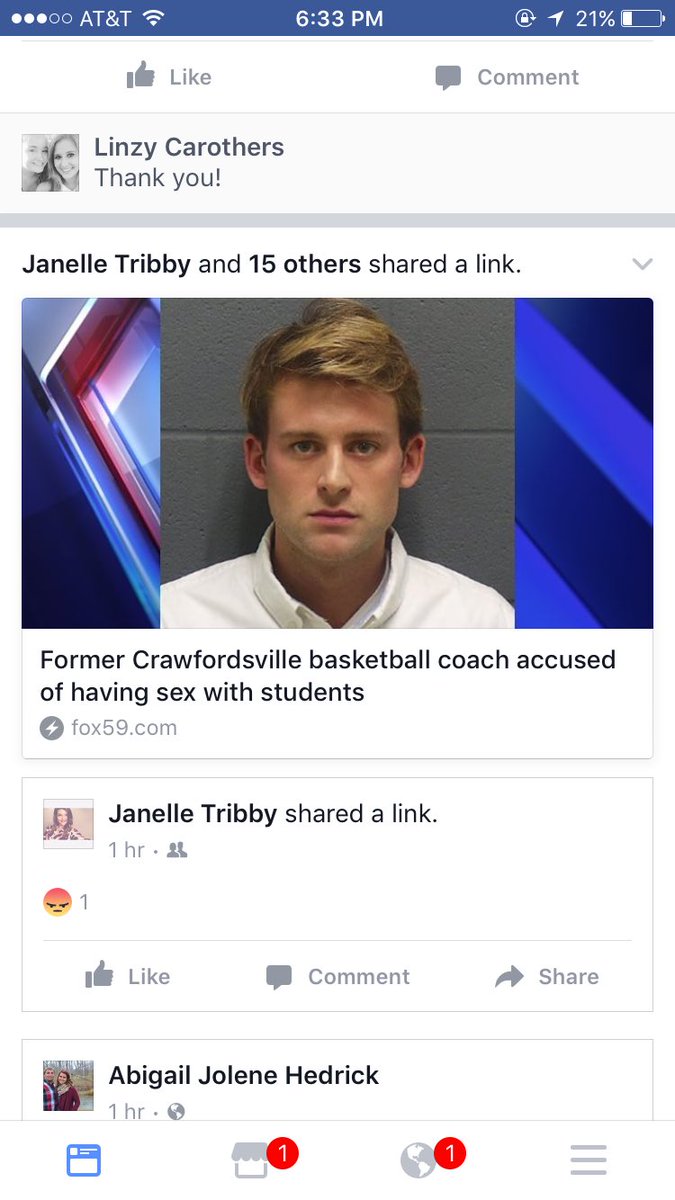 AT&T 6:33 PM 21%
Like Comment
Linzy Carothers
Thank you!
Janelle Tribby and 15 others shared a link.
Former Crawfordsville basketball coach accused
of having sex with students
fox59.com
Janelle Tribby shared a link.
1 hr ·
1
Like Comment Share
Abigail Jolene Hedrick
1 hr ·
1 1